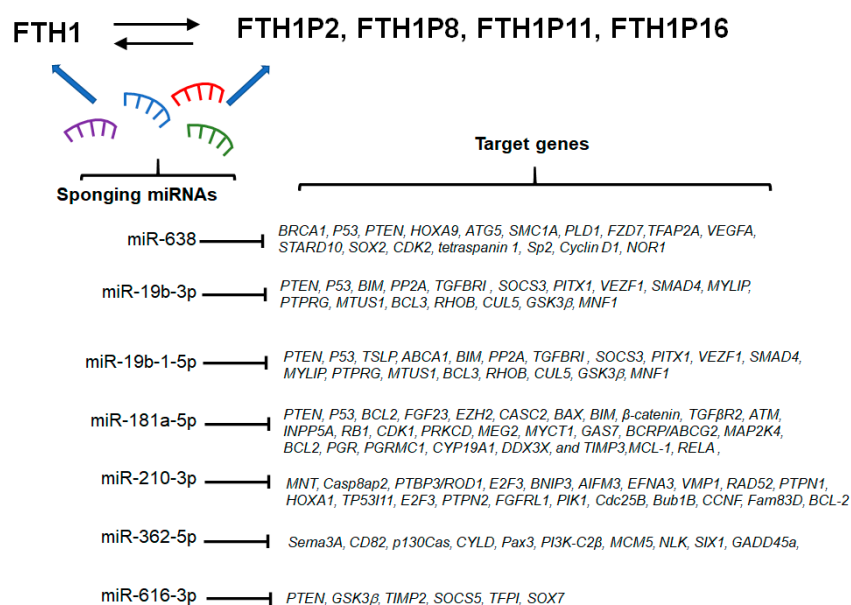 FTH1 FTH1P2, FTH1P8, FTH1P11, FTH1P16
Target genes
Sponging miRNAs
miR-638
BRCA1, P53, PTEN, HOXA9, ATG5, SMC1A, PLD1, FZD7,TFAP2A, VEGFA,
STARD10, SOX2, CDK2, tetraspanin 1, Sp2, Cyclin D1, NOR1
miR-19b-3p
PTEN, P53, BIM, PP2A, TGFBRI , SOCS3, PITX1, VEZF1, SMAD4, MYLIP,
PTPRG, MTUS1, BCL3, RHOB, CUL5, GSK3β, MNF1
miR-19b-1-5p
PTEN, P53, TSLP, ABCA1, BIM, PP2A, TGFBRI , SOCS3, PITX1, VEZF1, SMAD4,
MYLIP, PTPRG, MTUS1, BCL3, RHOB, CUL5, GSK3β, MNF1
miR-181a-5p
PTEN, P53, BCL2, FGF23, EZH2, CASC2, BAX, BIM, β-catenin, TGFβR2, ATM,
INPP5A, RB1, CDK1, PRKCD, MEG2, MYCT1, GAS7, BCRP/ABCG2, MAP2K4,
BCL2, PGR, PGRMC1, CYP19A1, DDX3X, and TIMP3,MCL-1, RELA ,
miR-210-3p
MNT, Casp8ap2, PTBP3/ROD1, E2F3, BNIP3, AIFM3, EFNA3, VMP1, RAD52, PTPN1,
HOXA1, TP53I11, E2F3, PTPN2, FGFRL1, PIK1, Cdc25B, Bub1B, CCNF, Fam83D, BCL-2
miR-362-5p
Sema3A, CD82, p130Cas, CYLD, Pax3, PI3K-C2β, MCM5, NLK, SIX1, GADD45a,
miR-616-3p
PTEN, GSK3β, TIMP2, SOCS5, TFPI, SOX7